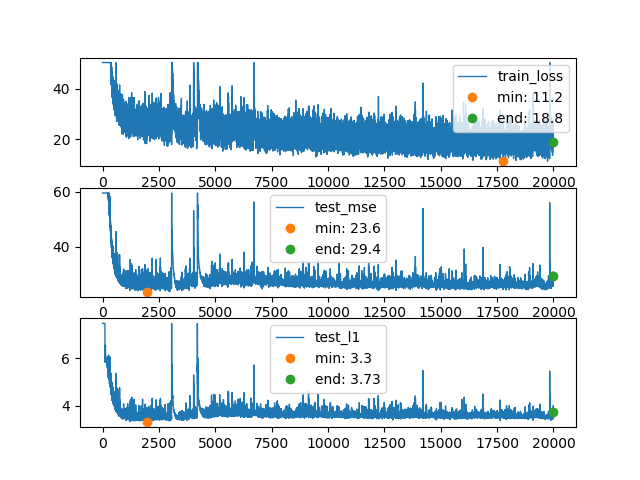 40
20
train_loss
min: 11.2
end: 18.8
0 2500 5000 7500 10000 12500 15000 17500 20000
60
40
test_mse
min: 23.6
end: 29.4
0 2500 5000 7500 10000 12500 15000 17500 20000
6
4
test_l1
min: 3.3
end: 3.73
0 2500 5000 7500 10000 12500 15000 17500 20000